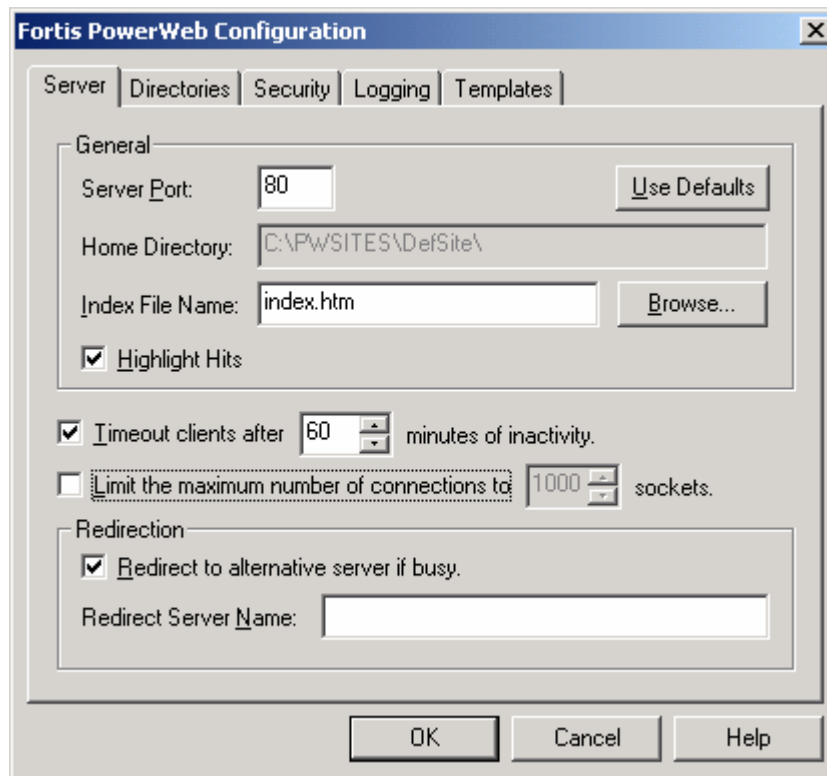 Fortis PowerWeb Configuration
Server Directories Security Logging Templates
General
Server Port: 80 Use Defaults
Home Directory: C:\PWSITES\DefSite\
Index File Name: index.htm Browse...
Highlight Hits
Timeout clients after 60 minutes of inactivity.
Limit the maximum number of connections to 1000 sockets.
Redirection
Redirect to alternative server if busy.
Redirect Server Name:
OK Cancel Help